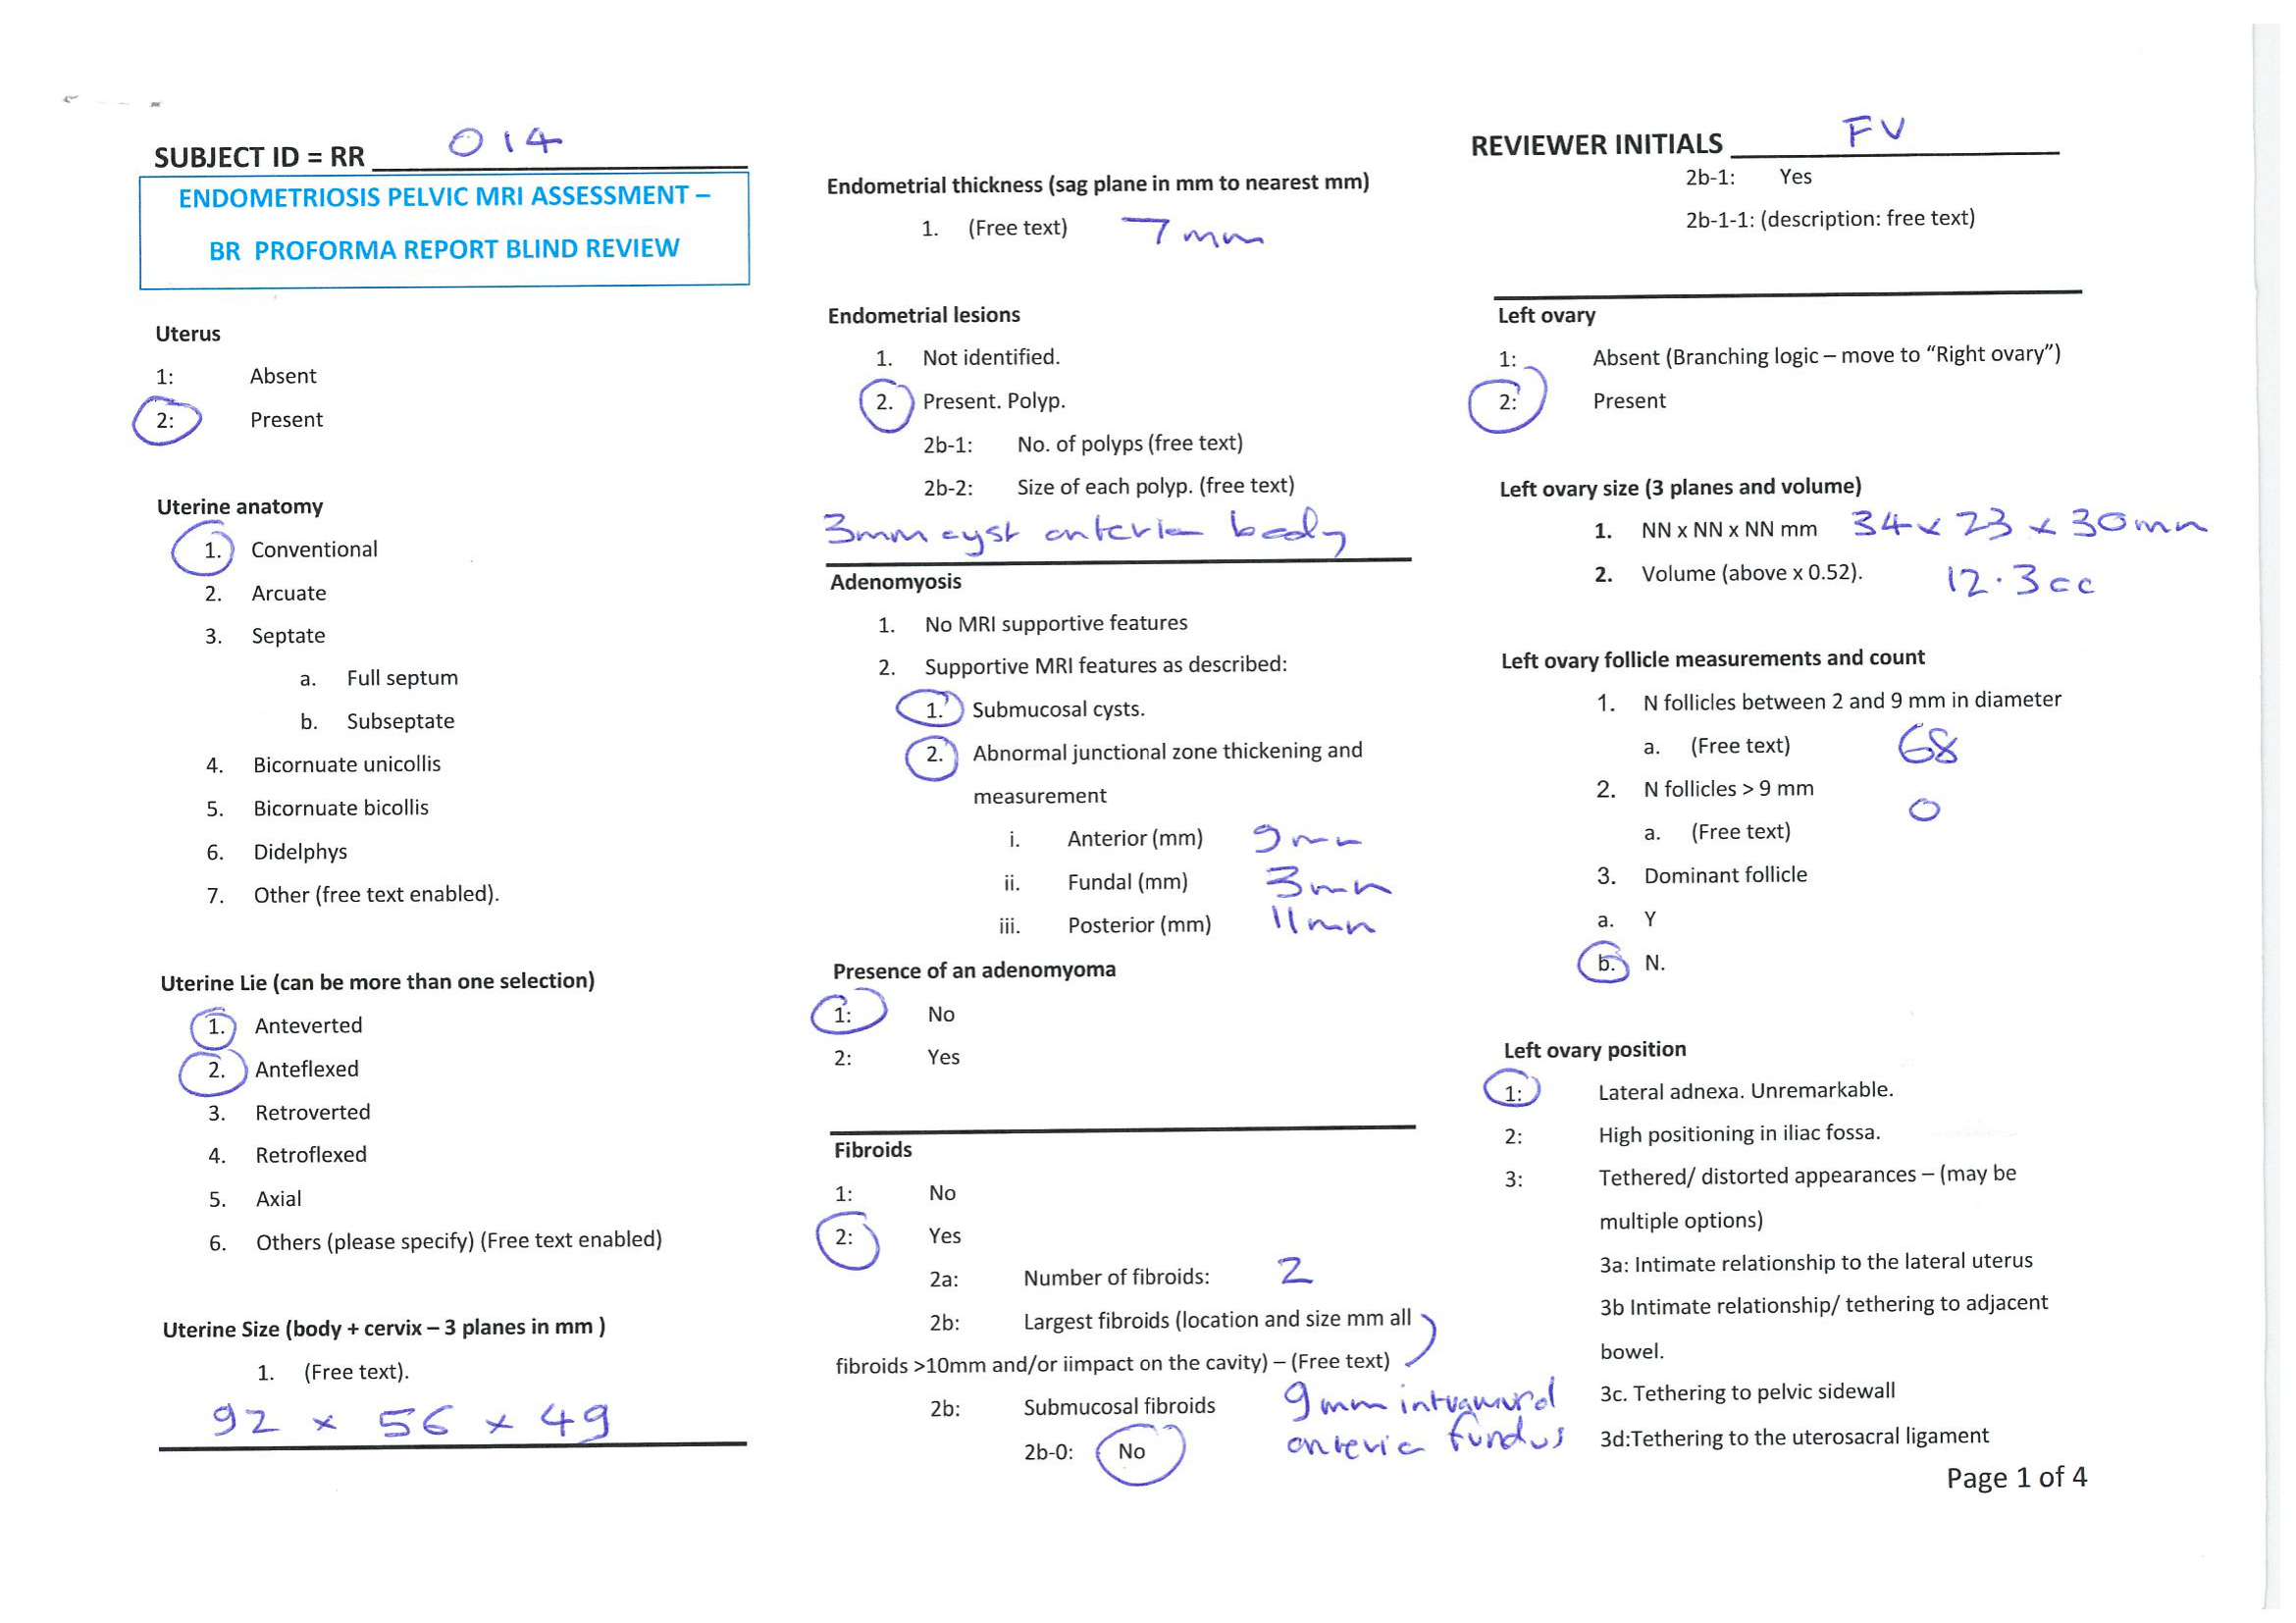 SUBJECT ID = RR 014
ENDOMETRIOSIS PELVIC MRI ASSESSMENT –
BR PROFORMA REPORT BLIND REVIEW
Uterus
1: Absent
2: Present
Uterine anatomy
1. Conventional
2. Arcuate
3. Septate
a. Full septum
b. Subseptate
4. Bicornuate unicollis
5. Bicornuate bicollis
6. Didelphys
7. Other (free text enabled).
Uterine Lie (can be more than one selection)
1. Anteverted
2. Anteflexed
3. Retroverted
4. Retroflexed
5. Axial
6. Others (please specify) (Free text enabled)
Uterine Size (body + cervix – 3 planes in mm )
1. (Free text).
92 x 56 x 49
Endometrial thickness (sag plane in mm to nearest mm)
1. (Free text) 7mm
Endometrial lesions
1. Not identified.
2. Present. Polyp.
2b-1: No. of polyps (free text)
2b-2: Size of each polyp. (free text)
3mm cyst anterior body
Adenomyosis
1. No MRI supportive features
2. Supportive MRI features as described:
1. Submucosal cysts.
2. Abnormal junctional zone thickening and
measurement
i. Anterior (mm) 9mm
ii. Fundal (mm) 3mm
iii. Posterior (mm) 11mm
Presence of an adenomyoma
1: No
2: Yes
Fibroids
1: No
2: Yes
2a: Number of fibroids: 2
2b: Largest fibroids (location and size mm all
fibroids >10mm and/or iimpact on the cavity) – (Free text)
2b: Submucosal fibroids 9mm intramural
2b-0: No anterior fundus
REVIEWER INITIALS FV
2b-1: Yes
2b-1-1: (description: free text)
Left ovary
1: Absent (Branching logic – move to “Right ovary”)
2: Present
Left ovary size (3 planes and volume)
1. NN x NN x NN mm 34 x 23 x 30mm
2. Volume (above x 0.52). 12.3cc
Left ovary follicle measurements and count
1. N follicles between 2 and 9 mm in diameter
a. (Free text) 68
2. N follicles > 9 mm
0
a. (Free text)
3. Dominant follicle
a. Y
b. N.
Left ovary position
1: Lateral adnexa. Unremarkable.
2: High positioning in iliac fossa.
3: Tethered/ distorted appearances – (may be
multiple options)
3a: Intimate relationship to the lateral uterus
3b Intimate relationship/ tethering to adjacent
bowel.
3c. Tethering to pelvic sidewall
3d:Tethering to the uterosacral ligament
Page 1 of 4